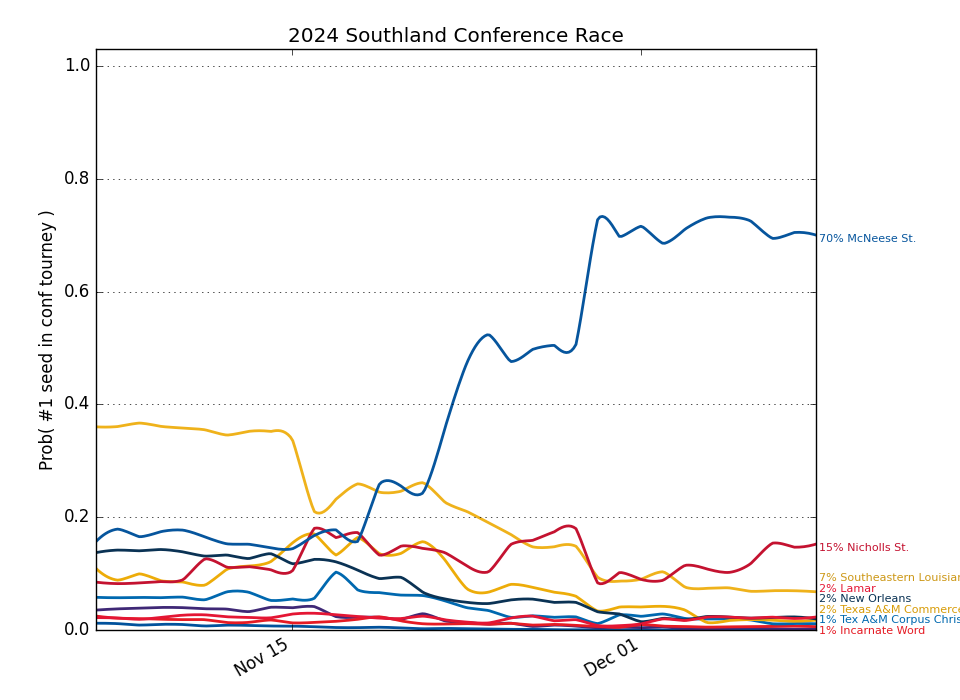 2024 Southland Conference Race
1.0
0.8
0.6
0.4
0.2
0.0
Prob( #1 seed in conf tourney )
Nov 15
Dec 01
70% McNeese St.
15% Nicholls St.
7% Southeastern Louisian
2% Lamar
2% New Orleans
2% Texas A&M Commerce
1% Tex A&M Corpus Chris
1% Incarnate Word